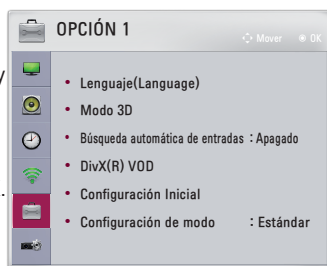 OPCIÓN 1
Mover OK
y
• Lenguaje(Language)
• Modo 3D
• Búsqueda automática de entradas : Apagado
• DivX(R) VOD
• Configuración Inicial
• Configuración de modo : Estándar
.